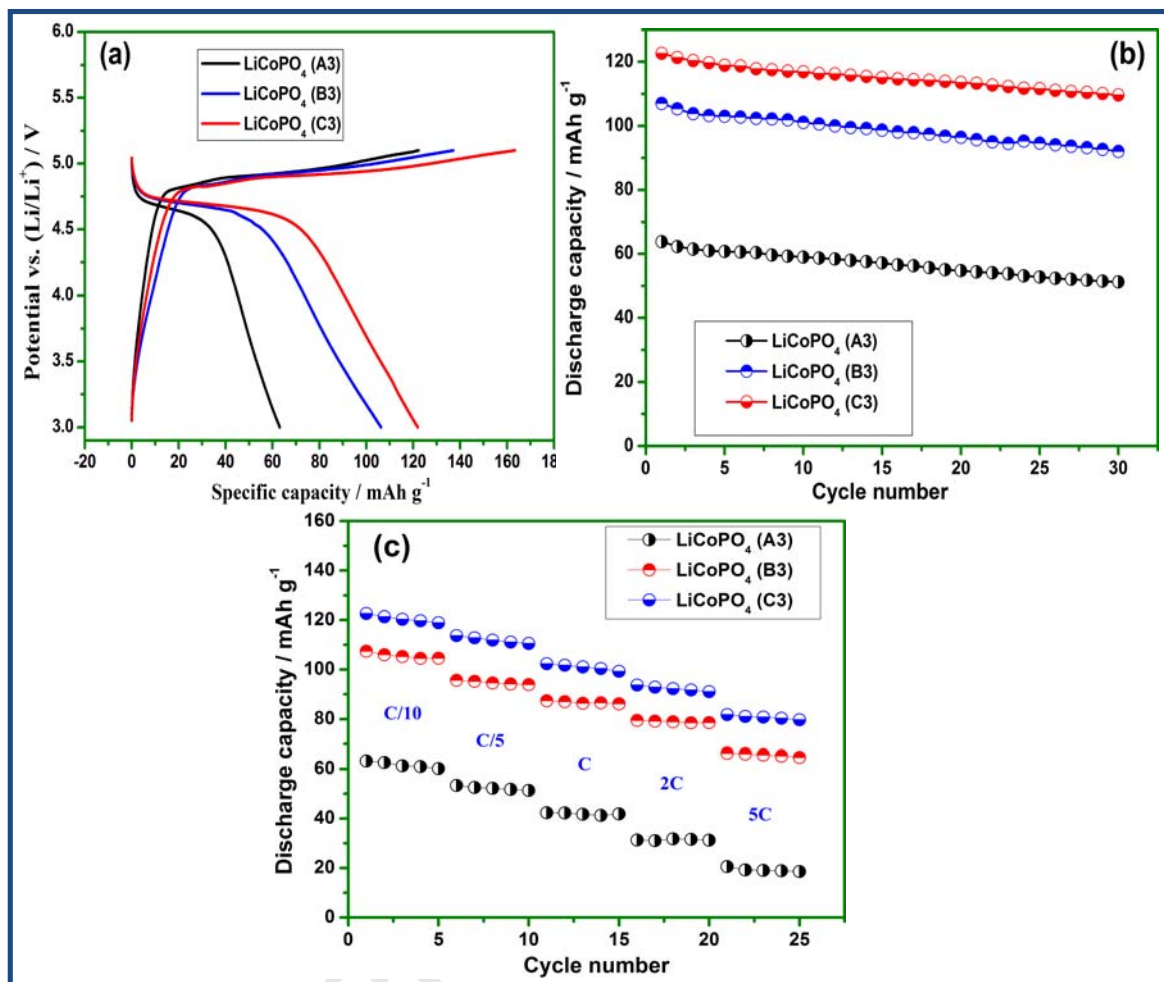 (a)
LiCoPO4 (A3)
LiCoPO4 (B3)
LiCoPO4 (C3)
Potential vs. (Li/Li+) / V
6.0
5.5
5.0
4.5
4.0
3.5
3.0
-20 0 20 40 60 80 100 120 140 160 18
Specific capacity / mAh g-1
(b)
Discharge capacity / mAh g-1
120
100
80
60
40
20
0
LiCoPO4 (A3)
LiCoPO4 (B3)
LiCoPO4 (C3)
0 5 10 15 20 25 30
Cycle number
(c)
LiCoPO4 (A3)
LiCoPO4 (B3)
LiCoPO4 (C3)
Discharge capacity / mAh g-1
160
140
120
100
80
60
40
20
0
C/10
C/5
C
2C
5C
0 5 10 15 20 25
Cycle number